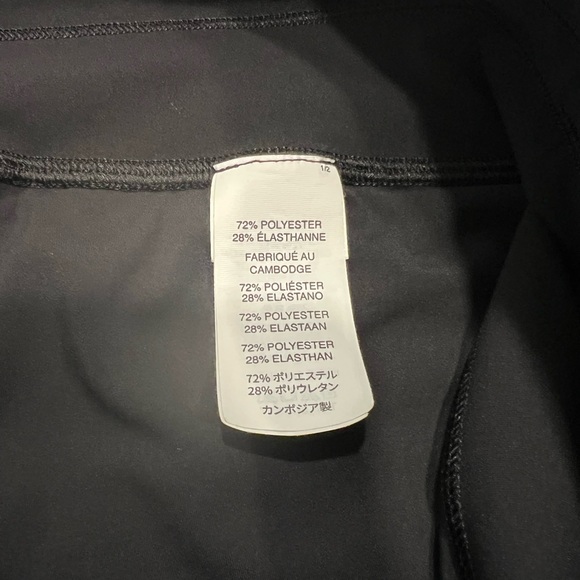 1/2
72% POLYESTER
28% ÉLASTHANNE
FABRIQUÉ AU
CAMBODGE
72% POLIÉSTER
28% ELASTANO
72% POLYESTER
28% ELASTAAN
72% POLYESTER
28% ELASTHAN
72% ポリエステル
28% ポリウレタン
カンボジア製